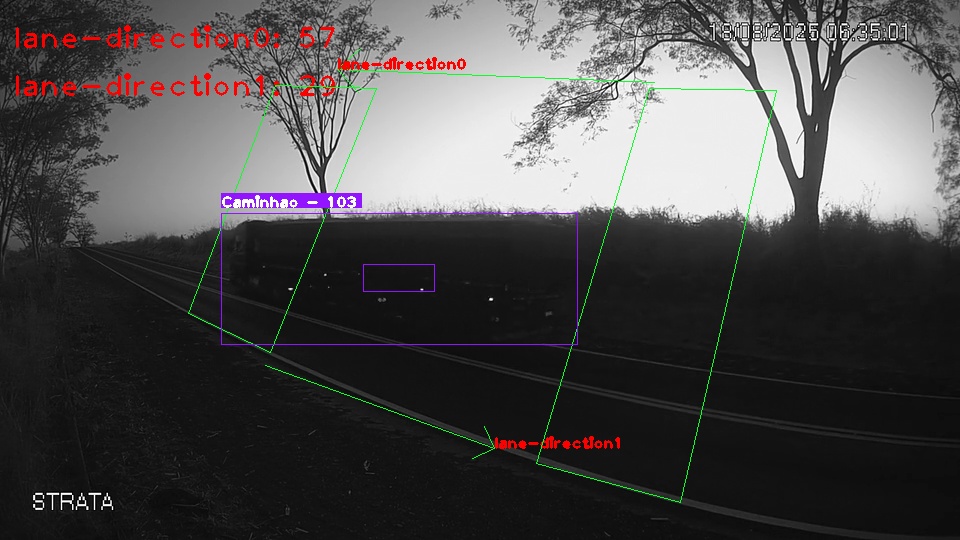 lane-direction0: 57
18/08/2025 06:35:01
lane-direction0
lane-direction1: 29
Caminhao - 103
lane-direction1
STRATA